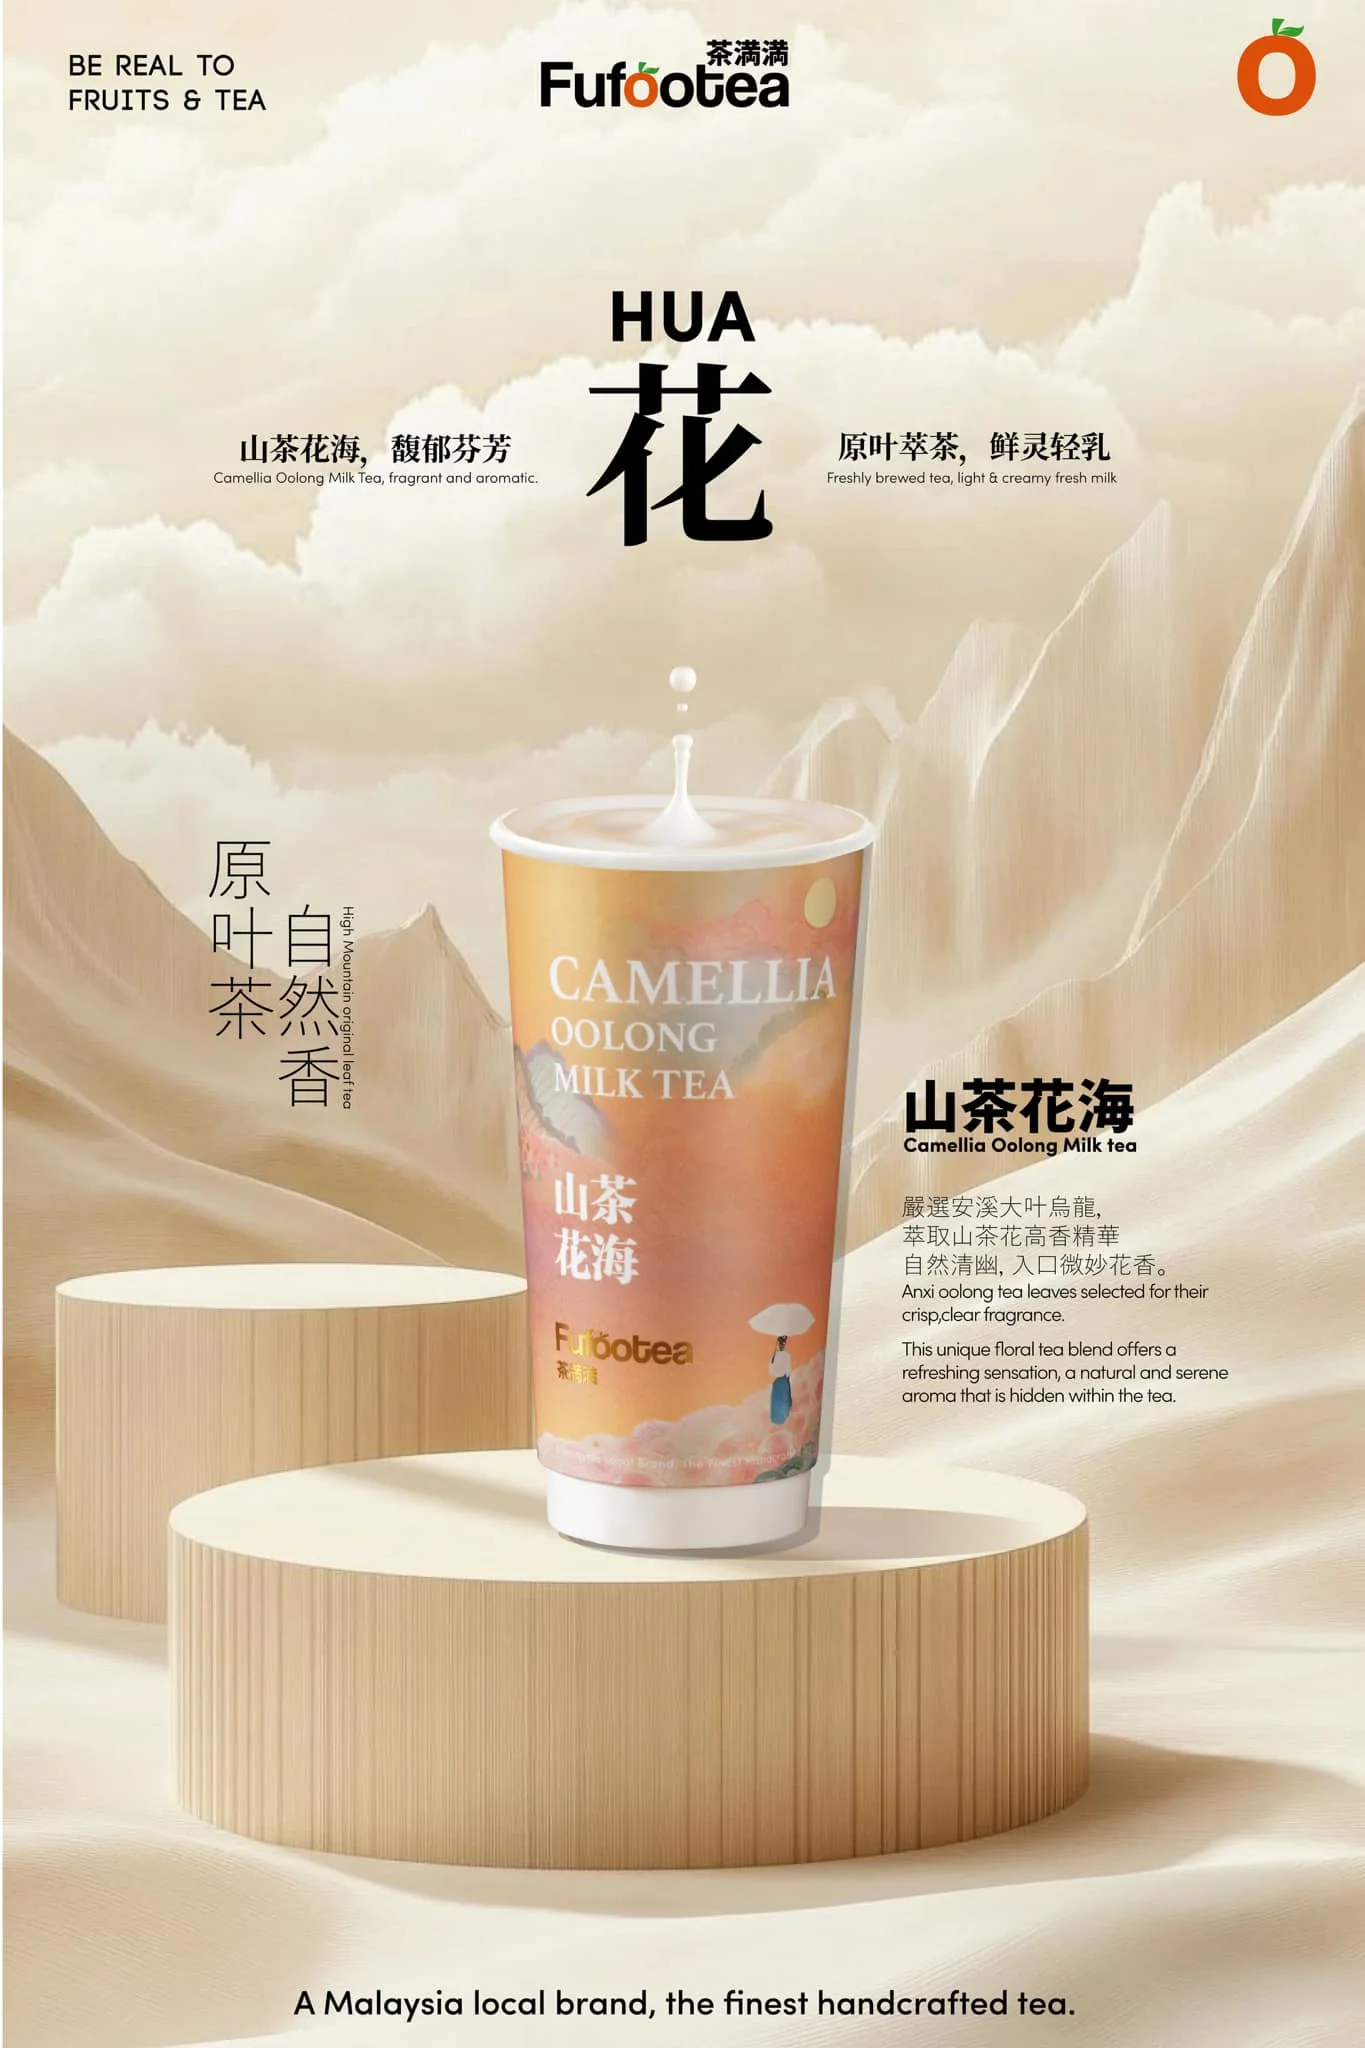 BE REAL TO
FRUITS & TEA
茶满满
Fufootea
O
HUA
花
山茶花海，馥郁芬芳
Camellia Oolong Milk Tea, fragrant and aromatic.
原叶萃茶，鲜灵轻乳
Freshly brewed tea, light & creamy fresh milk
原叶茶
自然香
High Mountain original leaf tea
CAMELLIA
OOLONG
MILK TEA
山茶
花海
Fufootea
茶满满
Local Brand, The Finest
山茶花海
Camellia Oolong Milk tea
嚴選安溪大叶烏龍,
萃取山茶花高香精華
自然清幽, 入口微妙花香。
Anxi oolong tea leaves selected for their
crisp,clear fragrance.
This unique floral tea blend offers a
refreshing sensation, a natural and serene
aroma that is hidden within the tea.
A Malaysia local brand, the finest handcrafted tea.